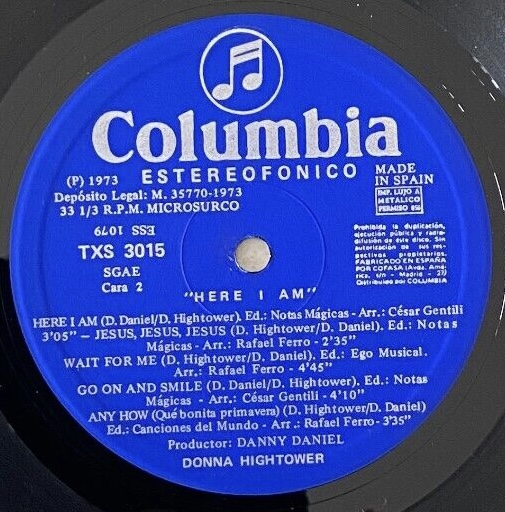 Columbia
ESTEREOFONICO
(P) 1973
Depósito Legal: M. 35770-1973
33 1/3 R.P.M. MICROSURCO
MADE
IN SPAIN
IMP. LUJO A
METALICO
PERMISO 050
ESS 1079
TXS 3015
SGAE
Cara 2
Prohibida la duplicación,
ejecución pública y radio-
difusión de este disco. Sin
autorización de sus res-
pectivos propietarios.
FABRICADO EN ESPAÑA
POR COFASA (Avda. Amé-
rica, s/n - Madrid - 27)
Distribuido por COLUMBIA
"HERE I AM"
HERE I AM (D. Daniel/D. Hightower). Ed.: Notas Mágicas - Arr.: César Gentili
3'05" — JESUS, JESUS, JESUS (D. Hightower/D. Daniel). Ed.: Notas
Mágicas - Arr.: Rafael Ferro - 2'35"
WAIT FOR ME (D. Hightower/D. Daniel). Ed.: Ego Musical.
Arr.: Rafael Ferro - 4'45"
GO ON AND SMILE (D. Daniel/D. Hightower). Ed.: Notas
Mágicas - Arr.: César Gentili - 4'10"
ANY HOW (Qué bonita primavera) (D. Hightower/D. Daniel)
Ed.: Canciones del Mundo - Arr.: Rafael Ferro - 3'35"
Productor: DANNY DANIEL
DONNA HIGHTOWER